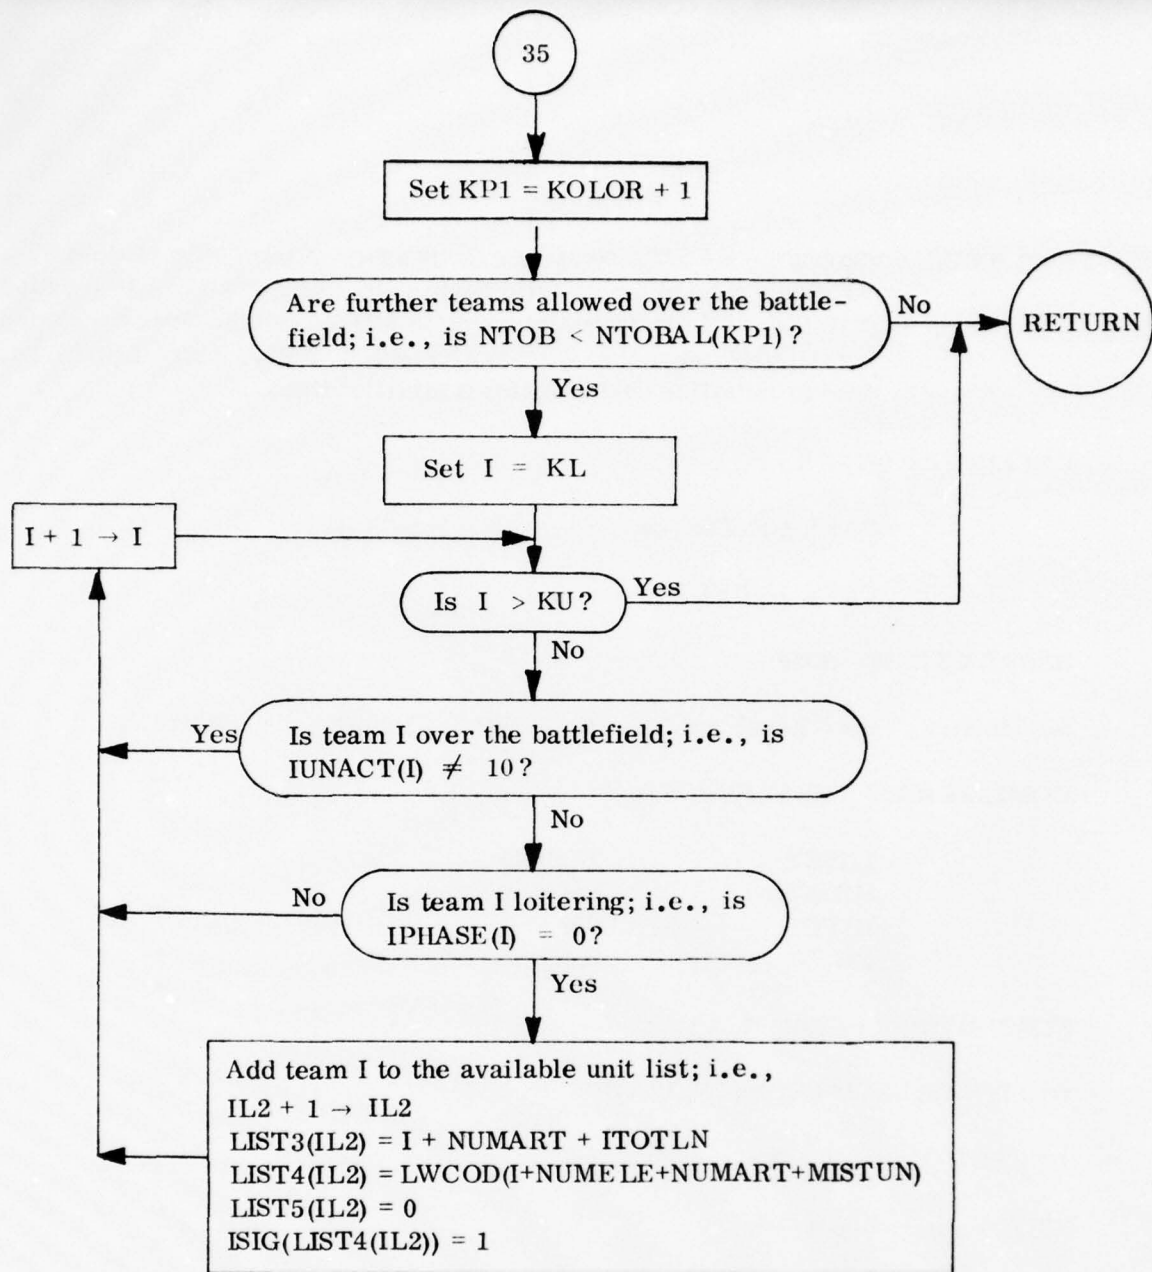 35
Set KP1 = KOLOR + 1
Are further teams allowed over the battle-
field; i.e., is NTOB < NTOBAL(KP1)?
No
RETURN
Yes
Set I = KL
I + 1 → I
Is I > KU?
Yes
No
Is team I over the battlefield; i.e., is
IUNACT(I) ≠ 10?
Yes
No
Is team I loitering; i.e., is
IPHASE(I) = 0?
No
Yes
Add team I to the available unit list; i.e.,
IL2 + 1 → IL2
LIST3(IL2) = I + NUMART + ITOTLN
LIST4(IL2) = LWCOD(I+NUMELE+NUMART+MISTUN)
LIST5(IL2) = 0
ISIG(LIST4(IL2)) = 1